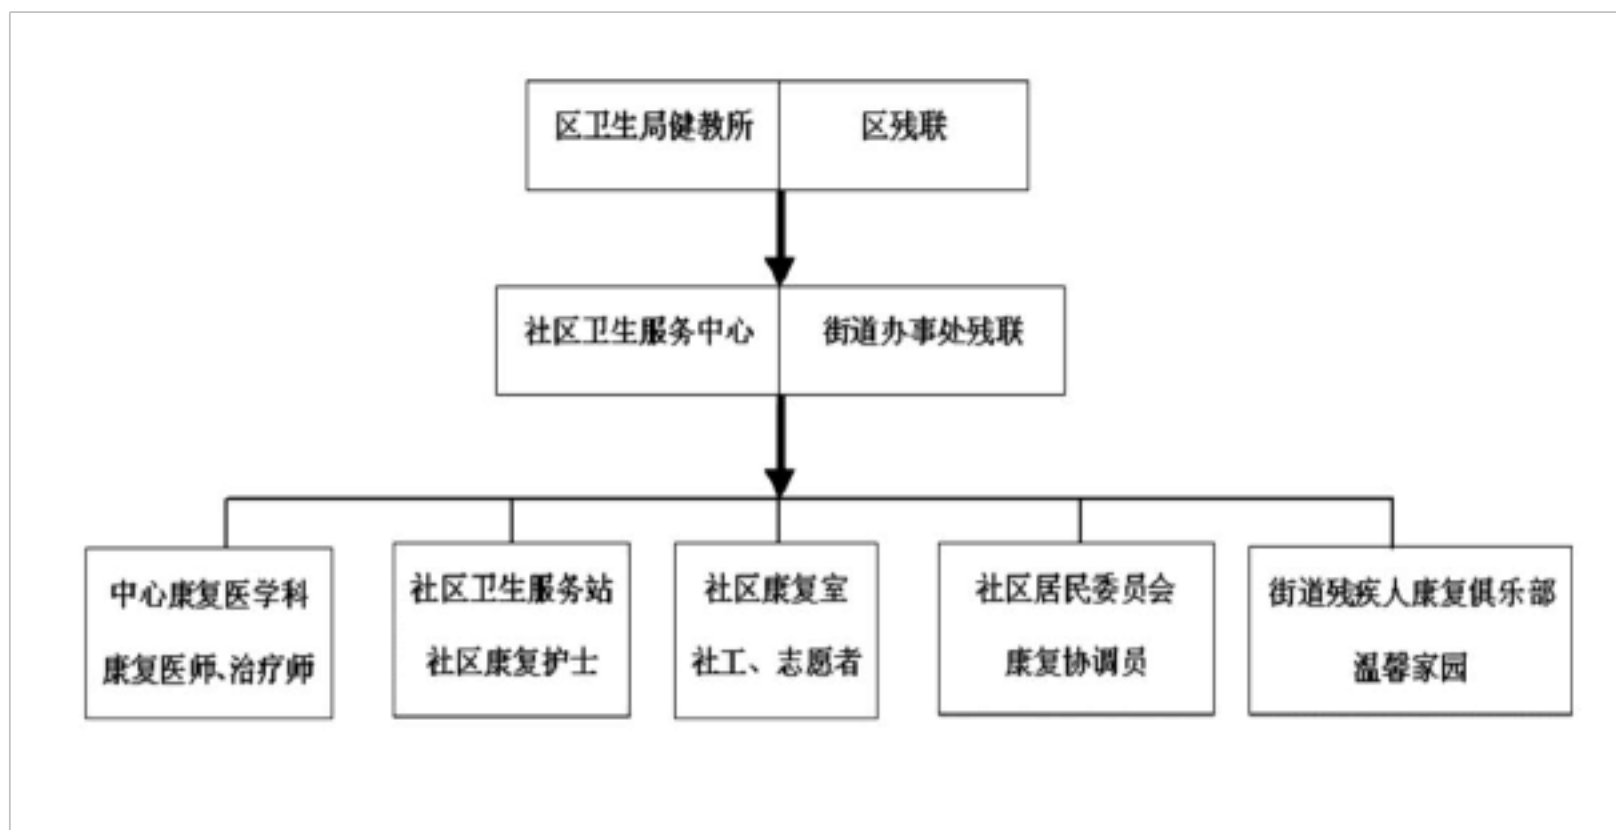 区卫生局健教所
区残联
社区卫生服务中心
街道办事处残联
中心康复医学科
康复医师、治疗师
社区卫生服务站
社区康复护士
社区康复室
社工、志愿者
社区居民委员会
康复协调员
街道残疾人康复俱乐部
温馨家园